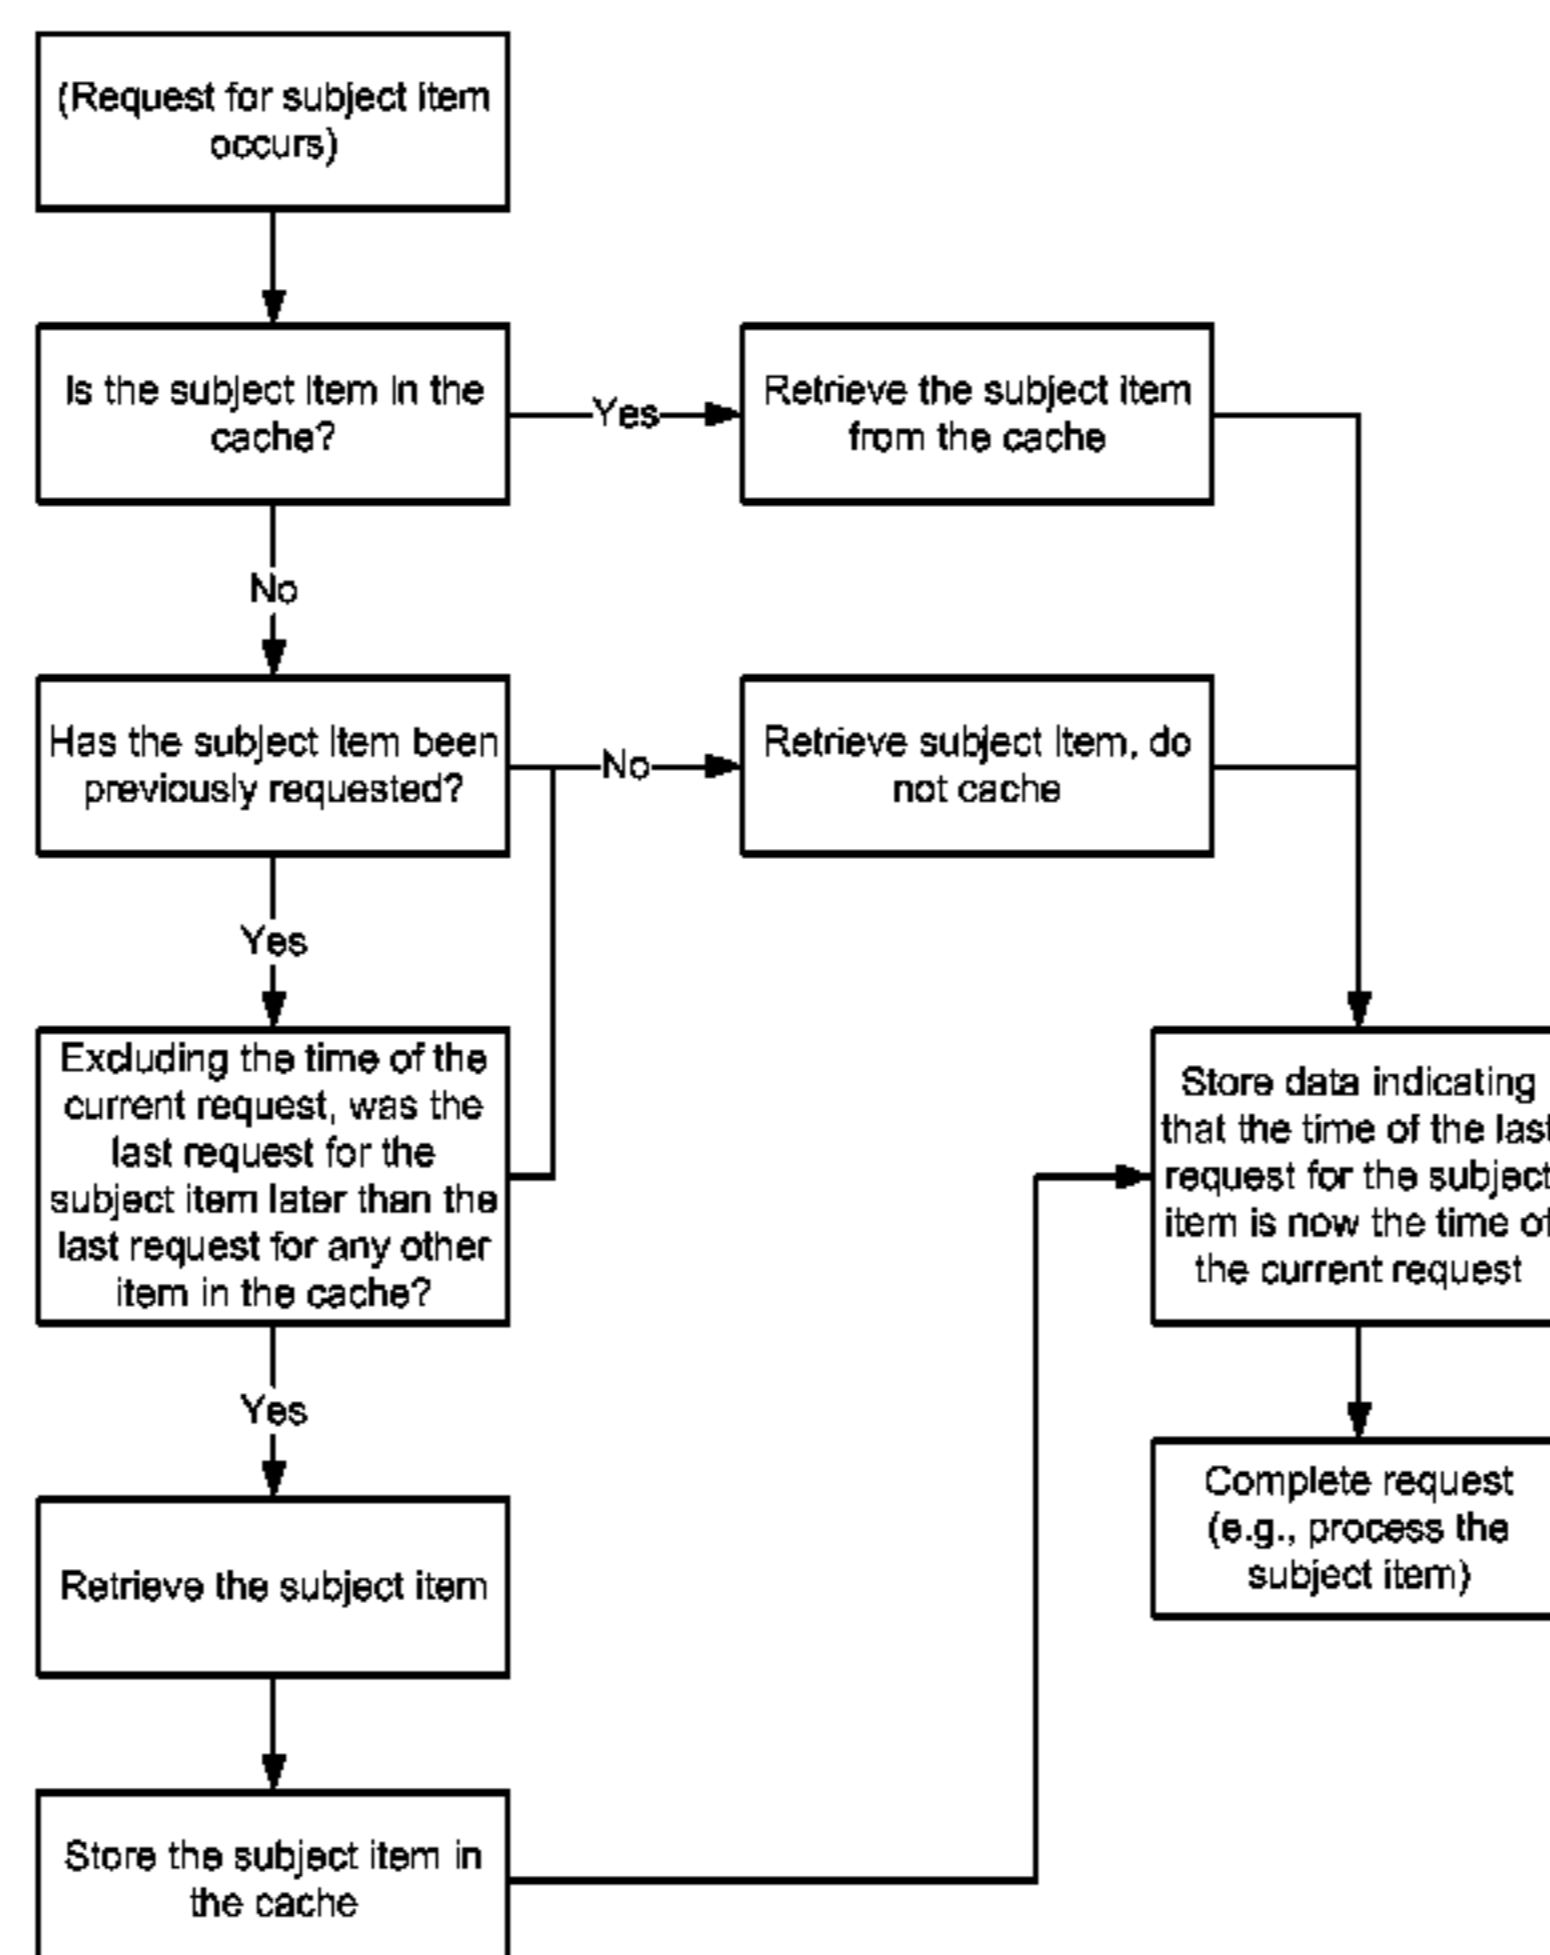 (Request for subject item
occurs)
Is the subject item in the
cache?
Yes
Retrieve the subject item
from the cache
No
Has the subject item been
previously requested?
No
Retrieve subject item, do
not cache
Yes
Excluding the time of the
current request, was the
last request for the
subject item later than the
last request for any other
item in the cache?
Store data indicating
that the time of the last
request for the subject
item is now the time of
the current request
Yes
Complete request
(e.g., process the
subject item)
Retrieve the subject item
Store the subject item in
the cache